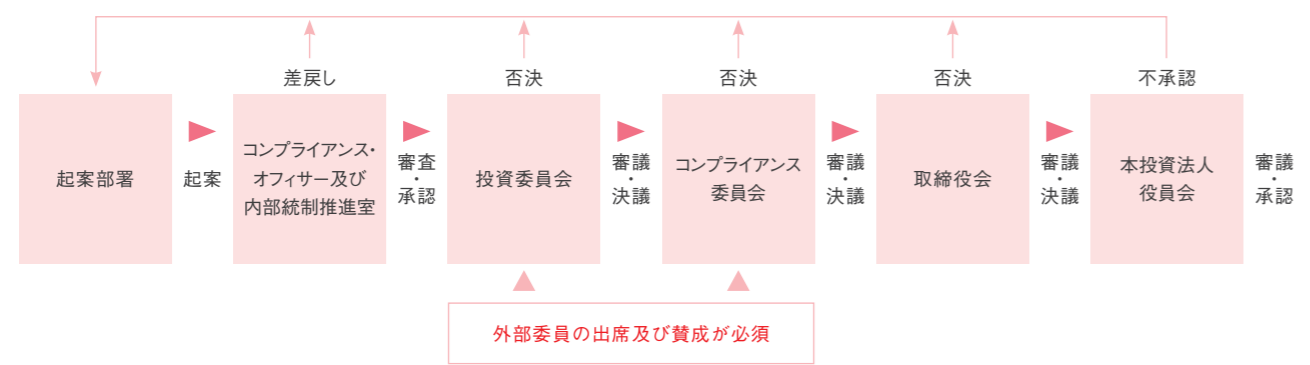 差戻し
否決
否決
否決
不承認
起案部署
起案
コンプライアンス・
オフィサー及び
内部統制推進室
審査
・
承認
投資委員会
審議
・
決議
コンプライアンス
委員会
審議
・
決議
取締役会
審議
・
決議
本投資法人
役員会
審議
・
承認
外部委員の出席及び賛成が必須